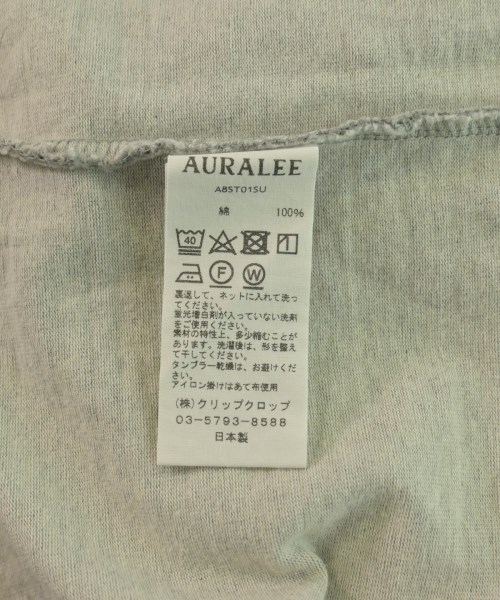 AURALEE
A8ST01SU
綿 100%
40
F W
裏返して、ネットに入れて洗っ
てください。
蛍光増白剤が入っていない洗剤
をご使用ください。
素材の特性上、多少縮むことが
あります。洗濯後は、形を整え
て干してください。
タンブラー乾燥は、お避けくださ
い。
アイロン掛けはあて布使用
(株)クリップクロップ
03-5793-8588
日本製